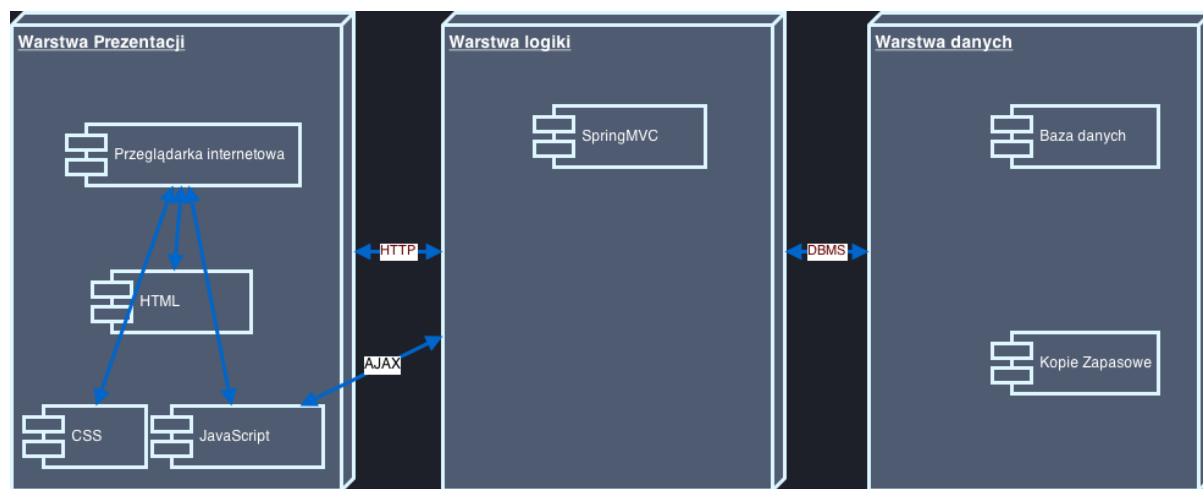 Warstwa Prezentacji
Przeglądarka internetowa
HTML
CSS
JavaScript
HTTP
AJAX
Warstwa logiki
SpringMVC
DBMS
Warstwa danych
Baza danych
Kopie Zapasowe